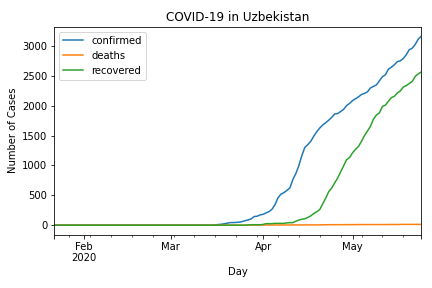 COVID-19 in Uzbekistan
confirmed
deaths
recovered
Number of Cases
3000
2500
2000
1500
1000
500
0
Feb
2020
Mar
Apr
May
Day